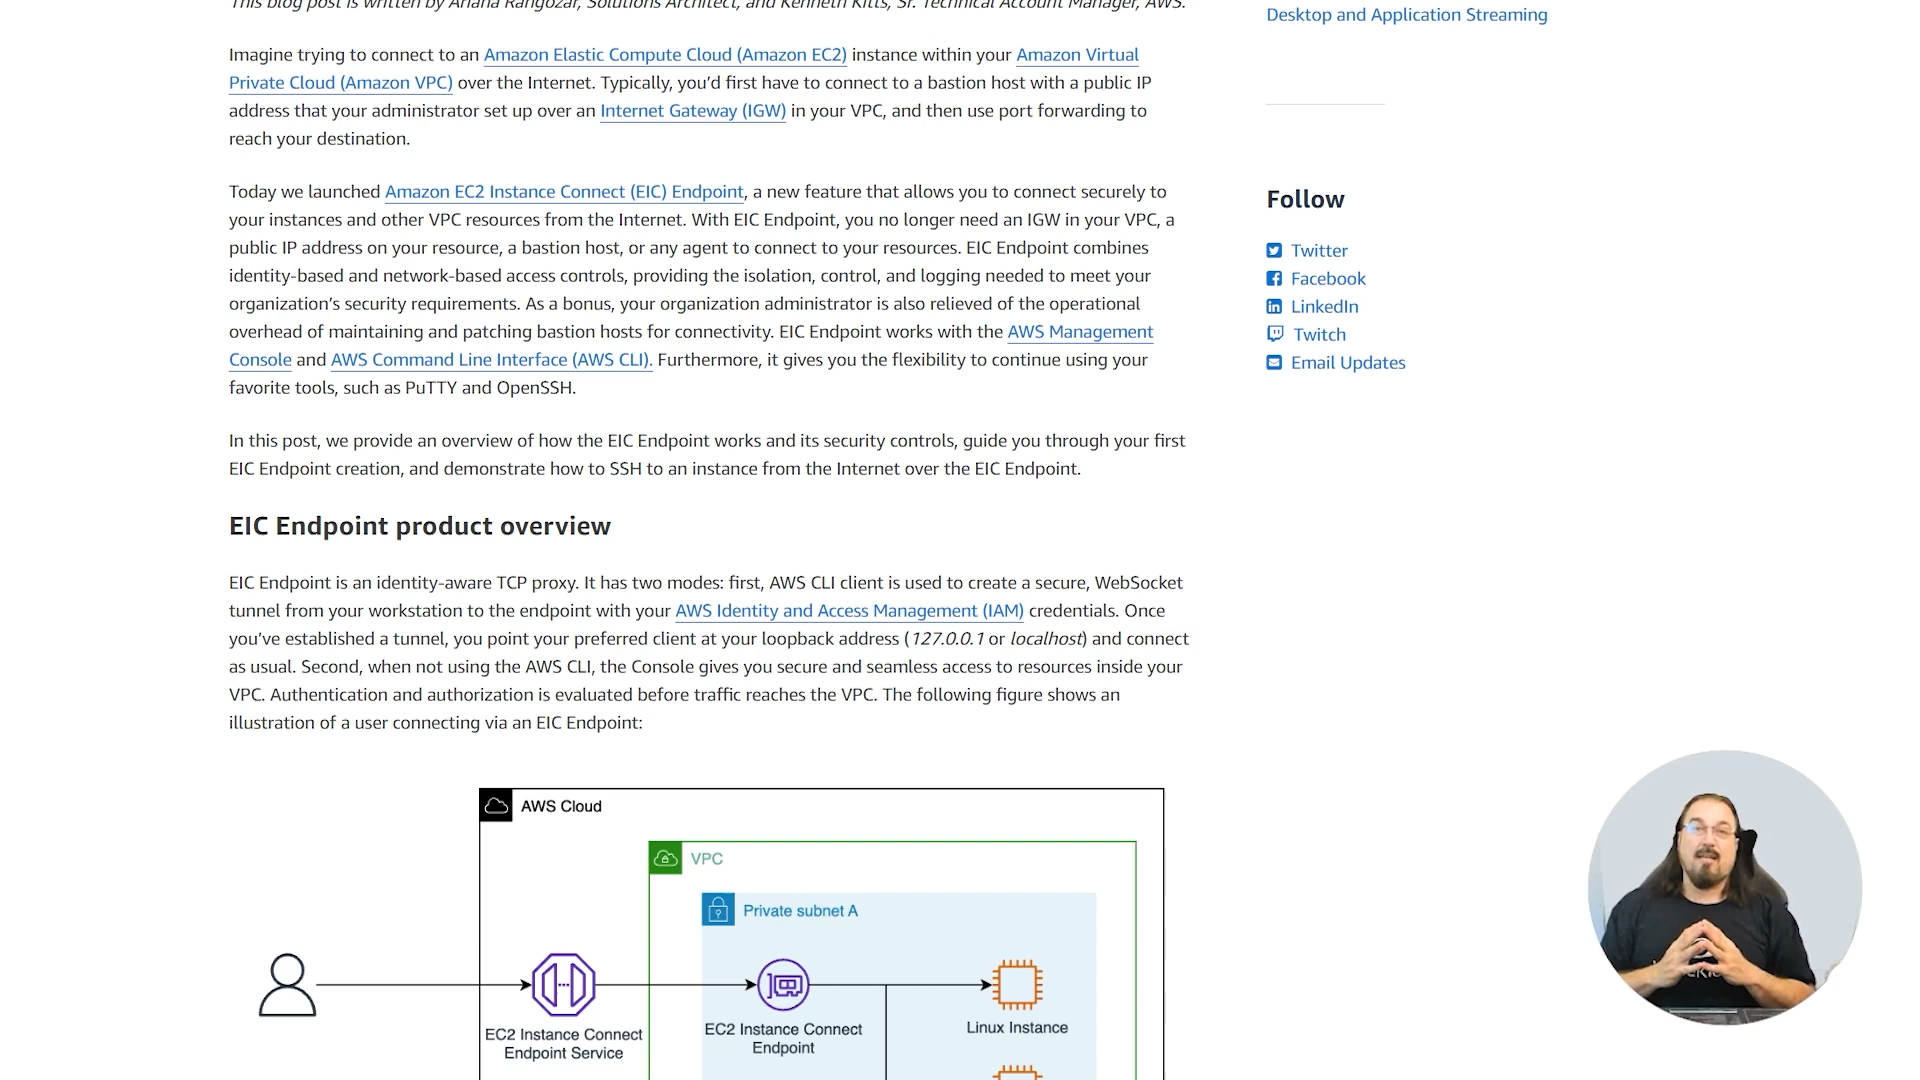 This blog post is written by Ariana Rahgozar, Solutions Architect, and Kenneth Kitts, Sr. Technical Account Manager, AWS.
Imagine trying to connect to an Amazon Elastic Compute Cloud (Amazon EC2) instance within your Amazon Virtual
Private Cloud (Amazon VPC) over the Internet. Typically, you’d first have to connect to a bastion host with a public IP
address that your administrator set up over an Internet Gateway (IGW) in your VPC, and then use port forwarding to
reach your destination.
Today we launched Amazon EC2 Instance Connect (EIC) Endpoint, a new feature that allows you to connect securely to
your instances and other VPC resources from the Internet. With EIC Endpoint, you no longer need an IGW in your VPC, a
public IP address on your resource, a bastion host, or any agent to connect to your resources. EIC Endpoint combines
identity-based and network-based access controls, providing the isolation, control, and logging needed to meet your
organization’s security requirements. As a bonus, your organization administrator is also relieved of the operational
overhead of maintaining and patching bastion hosts for connectivity. EIC Endpoint works with the AWS Management
Console and AWS Command Line Interface (AWS CLI). Furthermore, it gives you the flexibility to continue using your
favorite tools, such as PuTTY and OpenSSH.
In this post, we provide an overview of how the EIC Endpoint works and its security controls, guide you through your first
EIC Endpoint creation, and demonstrate how to SSH to an instance from the Internet over the EIC Endpoint.
EIC Endpoint product overview
EIC Endpoint is an identity-aware TCP proxy. It has two modes: first, AWS CLI client is used to create a secure, WebSocket
tunnel from your workstation to the endpoint with your AWS Identity and Access Management (IAM) credentials. Once
you’ve established a tunnel, you point your preferred client at your loopback address (127.0.0.1 or localhost) and connect
as usual. Second, when not using the AWS CLI, the Console gives you secure and seamless access to resources inside your
VPC. Authentication and authorization is evaluated before traffic reaches the VPC. The following figure shows an
illustration of a user connecting via an EIC Endpoint:
AWS Cloud
VPC
Private subnet A
EC2 Instance Connect
Endpoint Service
EC2 Instance Connect
Endpoint
Linux Instance
Desktop and Application Streaming
Follow
Twitter
Facebook
LinkedIn
Twitch
Email Updates